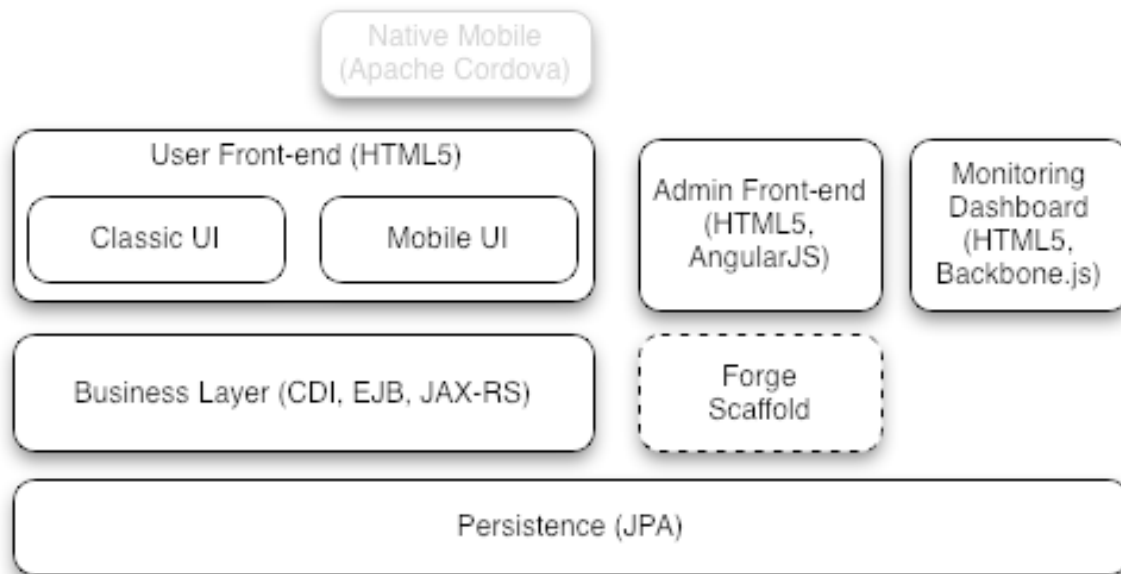 Native Mobile
(Apache Cordova)
User Front-end (HTML5)
Classic UI
Mobile UI
Admin Front-end
(HTML5,
AngularJS)
Monitoring
Dashboard
(HTML5,
Backbone.js)
Business Layer (CDI, EJB, JAX-RS)
Forge
Scaffold
Persistence (JPA)